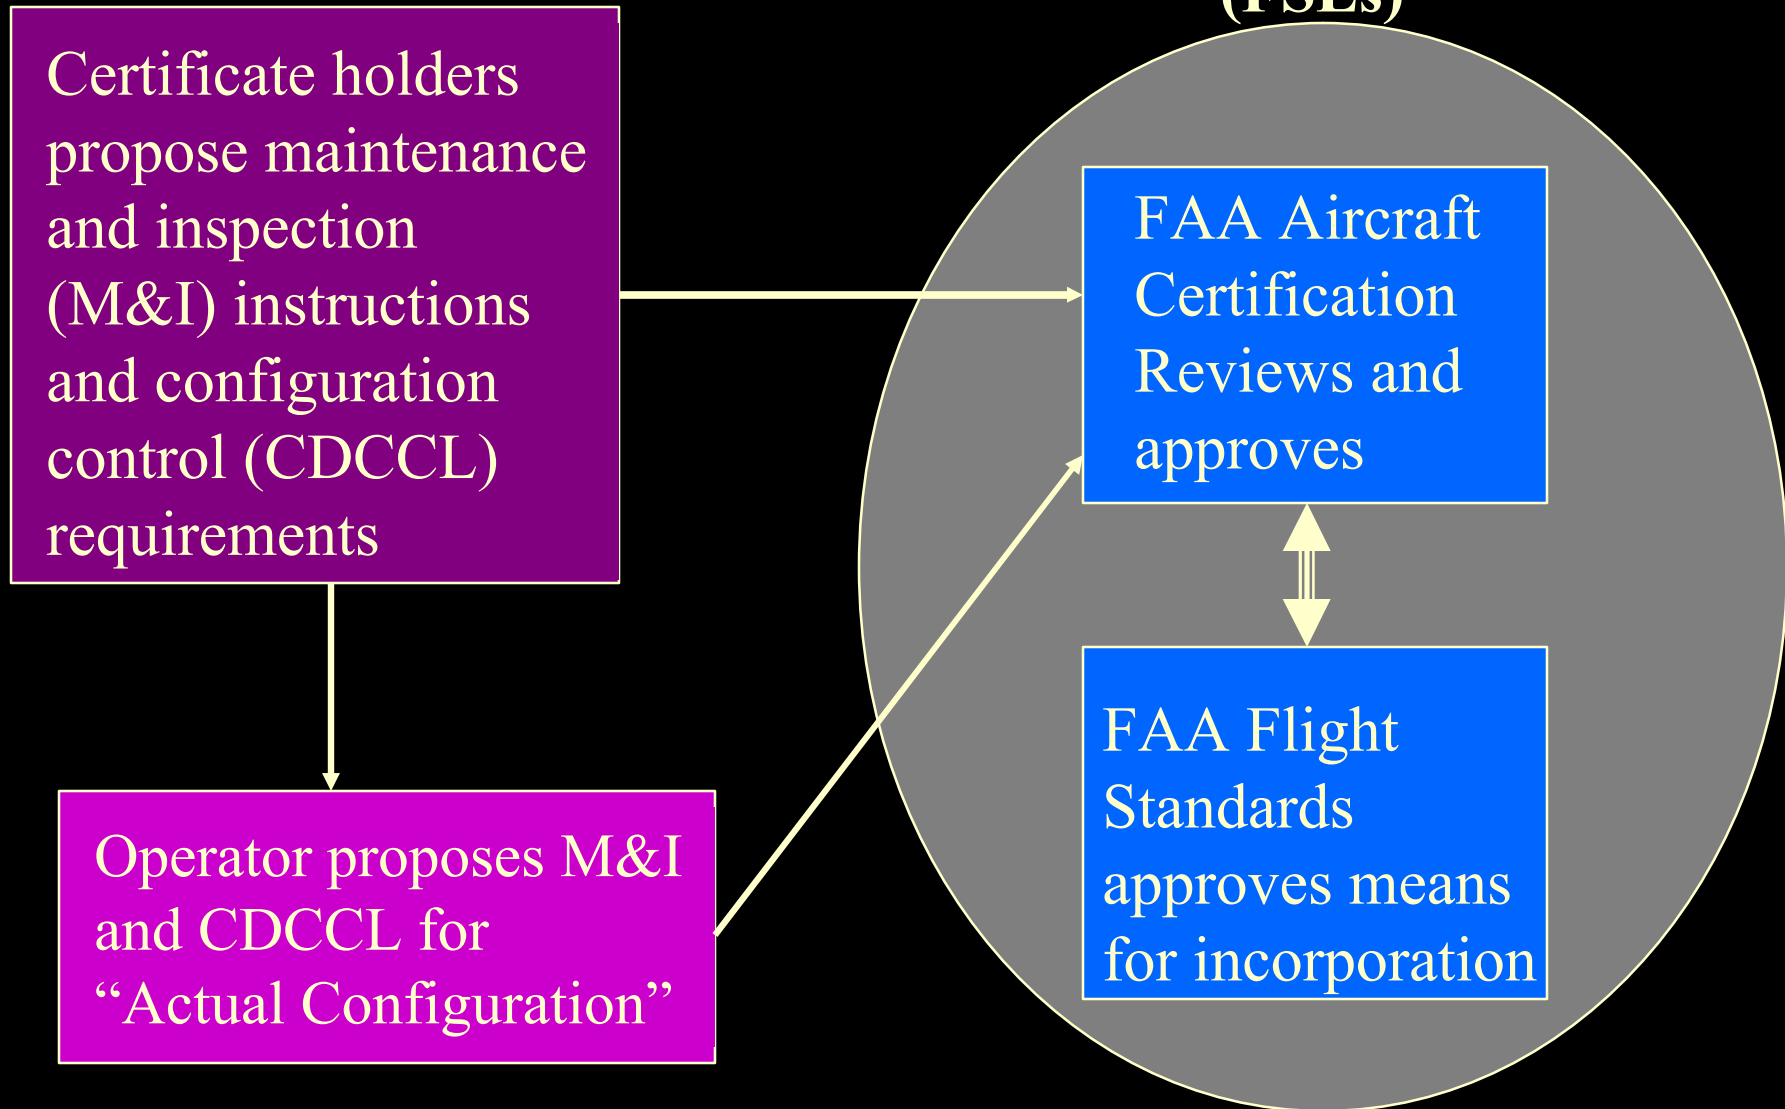 (FSLs)
Certificate holders
propose maintenance
and inspection
(M&I) instructions
and configuration
control (CDCCL)
requirements
FAA Aircraft
Certification
Reviews and
approves
FAA Flight
Standards
approves means
for incorporation
Operator proposes M&I
and CDCCL for
“Actual Configuration”